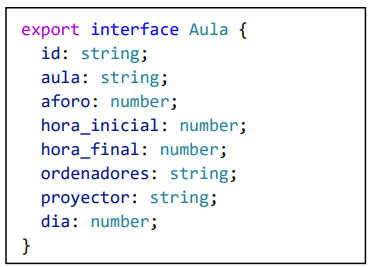 export interface Aula {
  id: string;
  aula: string;
  aforo: number;
  hora_inicial: number;
  hora_final: number;
  ordenadores: string;
  proyector: string;
  dia: number;
}